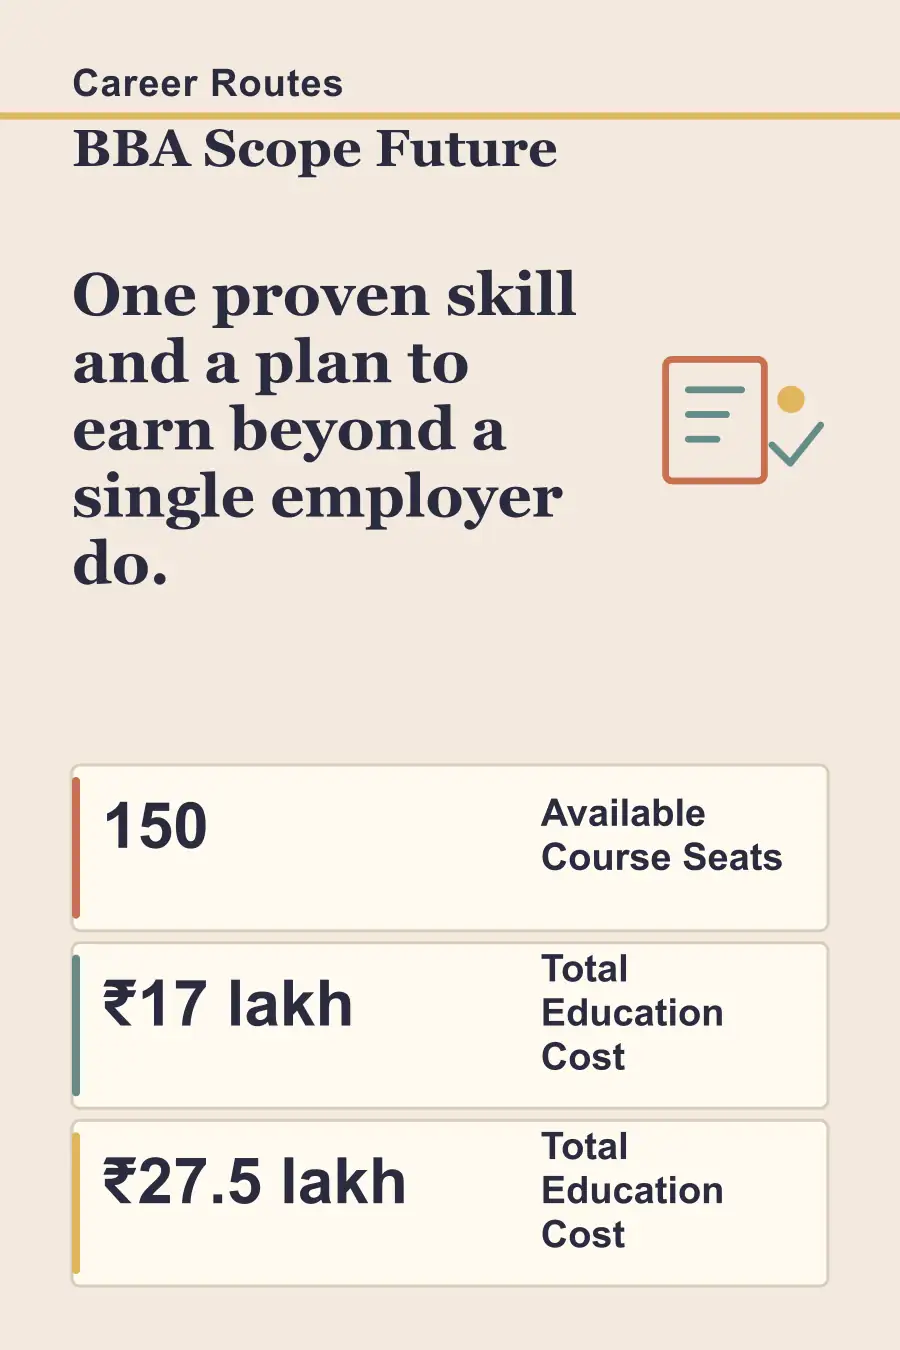 Career Routes
BBA Scope Future
One proven skill
and a plan to
earn beyond a
single employer
do.
150
Available
Course Seats
₹17 lakh
Total
Education
Cost
₹27.5 lakh
Total
Education
Cost